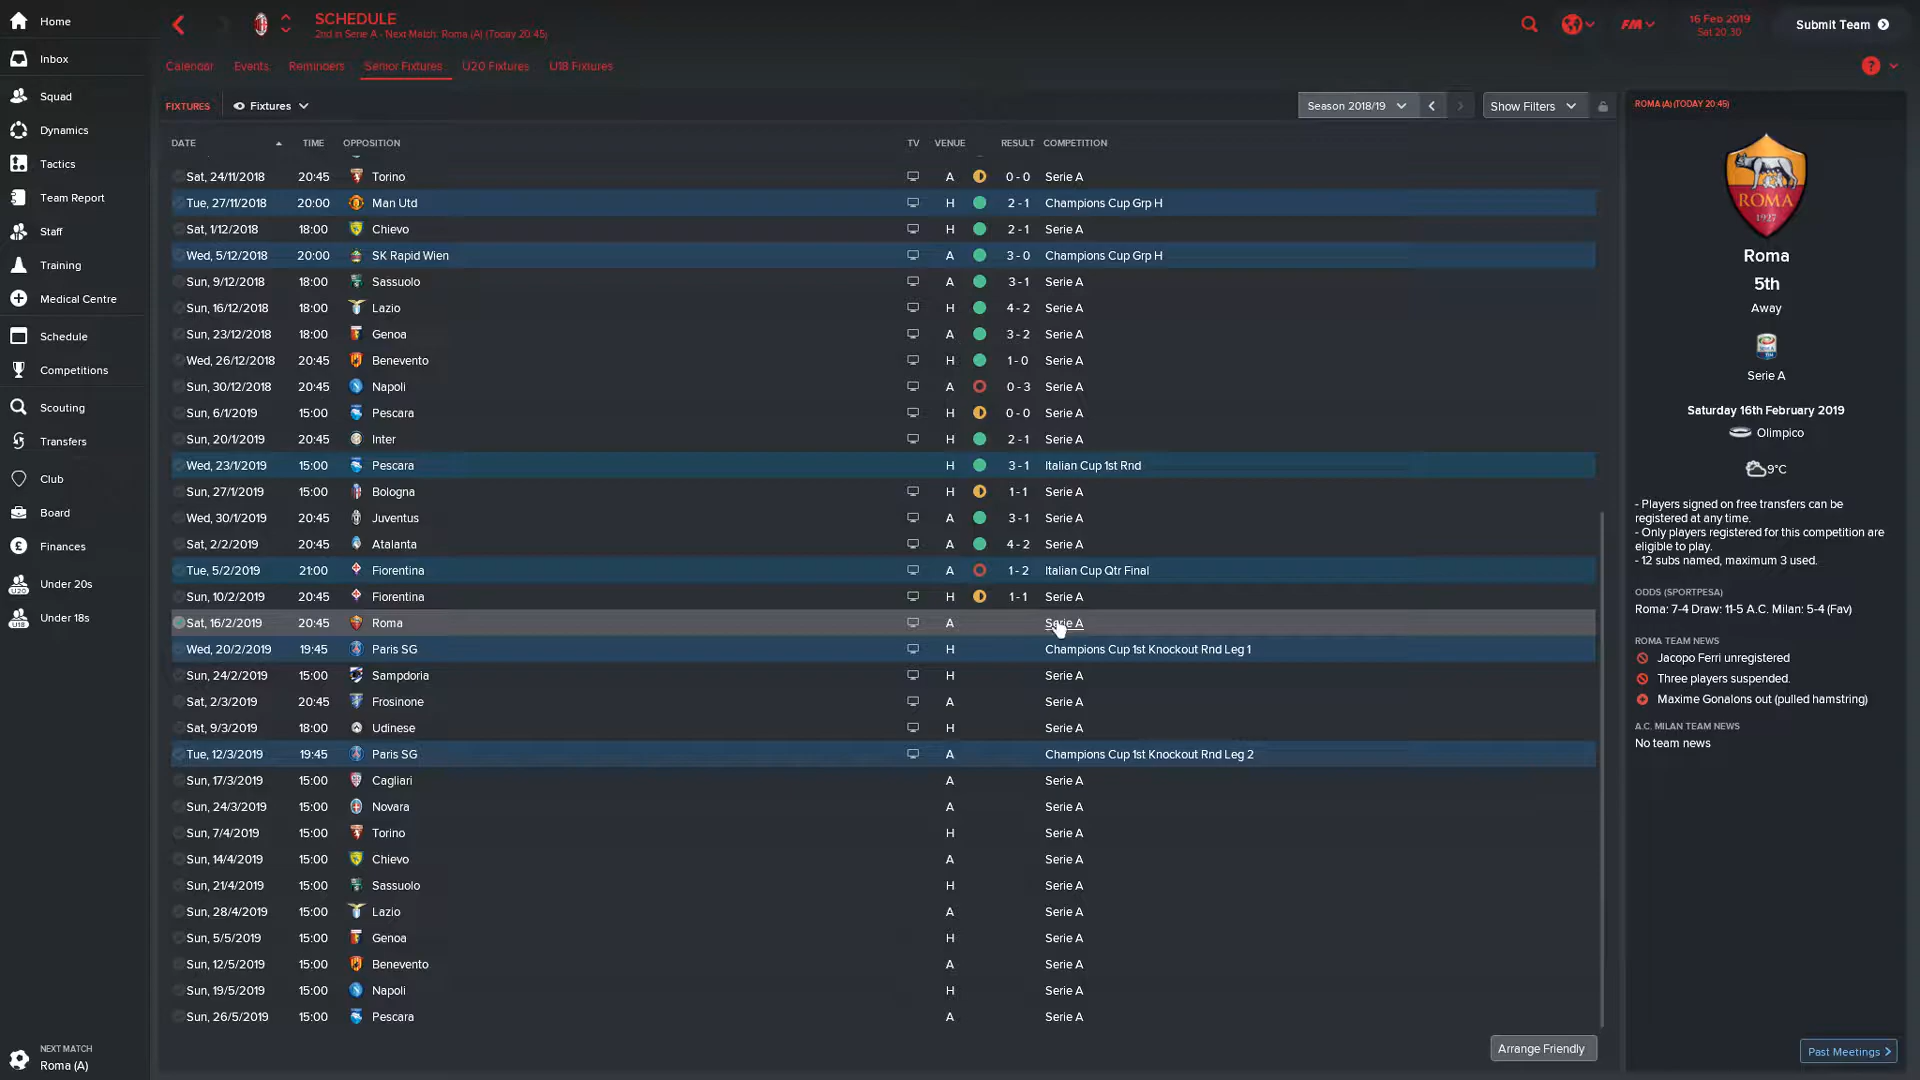 Home
Inbox
Squad
Dynamics
Tactics
Team Report
Staff
Training
Medical Centre
Schedule
Competitions
Scouting
Transfers
Club
Board
Finances
U20 Under 20s
U18 Under 18s
NEXT MATCH
Roma (A)
SCHEDULE
2nd in Serie A - Next Match: Roma (A) (Today 20:45)
FM
16 Feb 2019
Sat 20:30
Submit Team
Calendar Events Reminders Senior Fixtures U20 Fixtures U18 Fixtures
?
FIXTURES Fixtures Season 2018/19 Show Filters
DATE TIME OPPOSITION TV VENUE RESULT COMPETITION
Sat, 24/11/2018 20:45 Torino A 0 - 0 Serie A
Tue, 27/11/2018 20:00 Man Utd H 2 - 1 Champions Cup Grp H
Sat, 1/12/2018 18:00 Chievo H 2 - 1 Serie A
Wed, 5/12/2018 20:00 SK Rapid Wien A 3 - 0 Champions Cup Grp H
Sun, 9/12/2018 18:00 Sassuolo A 3 - 1 Serie A
Sun, 16/12/2018 18:00 Lazio H 4 - 2 Serie A
Sun, 23/12/2018 18:00 Genoa A 3 - 2 Serie A
Wed, 26/12/2018 20:45 Benevento H 1 - 0 Serie A
Sun, 30/12/2018 20:45 Napoli A 0 - 3 Serie A
Sun, 6/1/2019 15:00 Pescara H 0 - 0 Serie A
Sun, 20/1/2019 20:45 Inter H 2 - 1 Serie A
Wed, 23/1/2019 15:00 Pescara H 3 - 1 Italian Cup 1st Rnd
Sun, 27/1/2019 15:00 Bologna H 1 - 1 Serie A
Wed, 30/1/2019 20:45 Juventus A 3 - 1 Serie A
Sat, 2/2/2019 20:45 Atalanta A 4 - 2 Serie A
Tue, 5/2/2019 21:00 Fiorentina A 1 - 2 Italian Cup Qtr Final
Sun, 10/2/2019 20:45 Fiorentina H 1 - 1 Serie A
Sat, 16/2/2019 20:45 Roma A Serie A
Wed, 20/2/2019 19:45 Paris SG H Champions Cup 1st Knockout Rnd Leg 1
Sun, 24/2/2019 15:00 Sampdoria H Serie A
Sat, 2/3/2019 20:45 Frosinone A Serie A
Sat, 9/3/2019 18:00 Udinese H Serie A
Tue, 12/3/2019 19:45 Paris SG A Champions Cup 1st Knockout Rnd Leg 2
Sun, 17/3/2019 15:00 Cagliari A Serie A
Sun, 24/3/2019 15:00 Novara A Serie A
Sun, 7/4/2019 15:00 Torino H Serie A
Sun, 14/4/2019 15:00 Chievo A Serie A
Sun, 21/4/2019 15:00 Sassuolo H Serie A
Sun, 28/4/2019 15:00 Lazio A Serie A
Sun, 5/5/2019 15:00 Genoa H Serie A
Sun, 12/5/2019 15:00 Benevento A Serie A
Sun, 19/5/2019 15:00 Napoli H Serie A
Sun, 26/5/2019 15:00 Pescara A Serie A
Arrange Friendly
ROMA (A) (TODAY 20:45)
ROMA
1927
Roma
5th
Away
Serie A
Saturday 16th February 2019
Olimpico
9°C
- Players signed on free transfers can be
registered at any time.
- Only players registered for this competition are
eligible to play.
- 12 subs named, maximum 3 used.
ODDS (SPORTPESA)
Roma: 7-4 Draw: 11-5 A.C. Milan: 5-4 (Fav)
ROMA TEAM NEWS
Jacopo Ferri unregistered
Three players suspended.
Maxime Gonalons out (pulled hamstring)
A.C. MILAN TEAM NEWS
No team news
Past Meetings